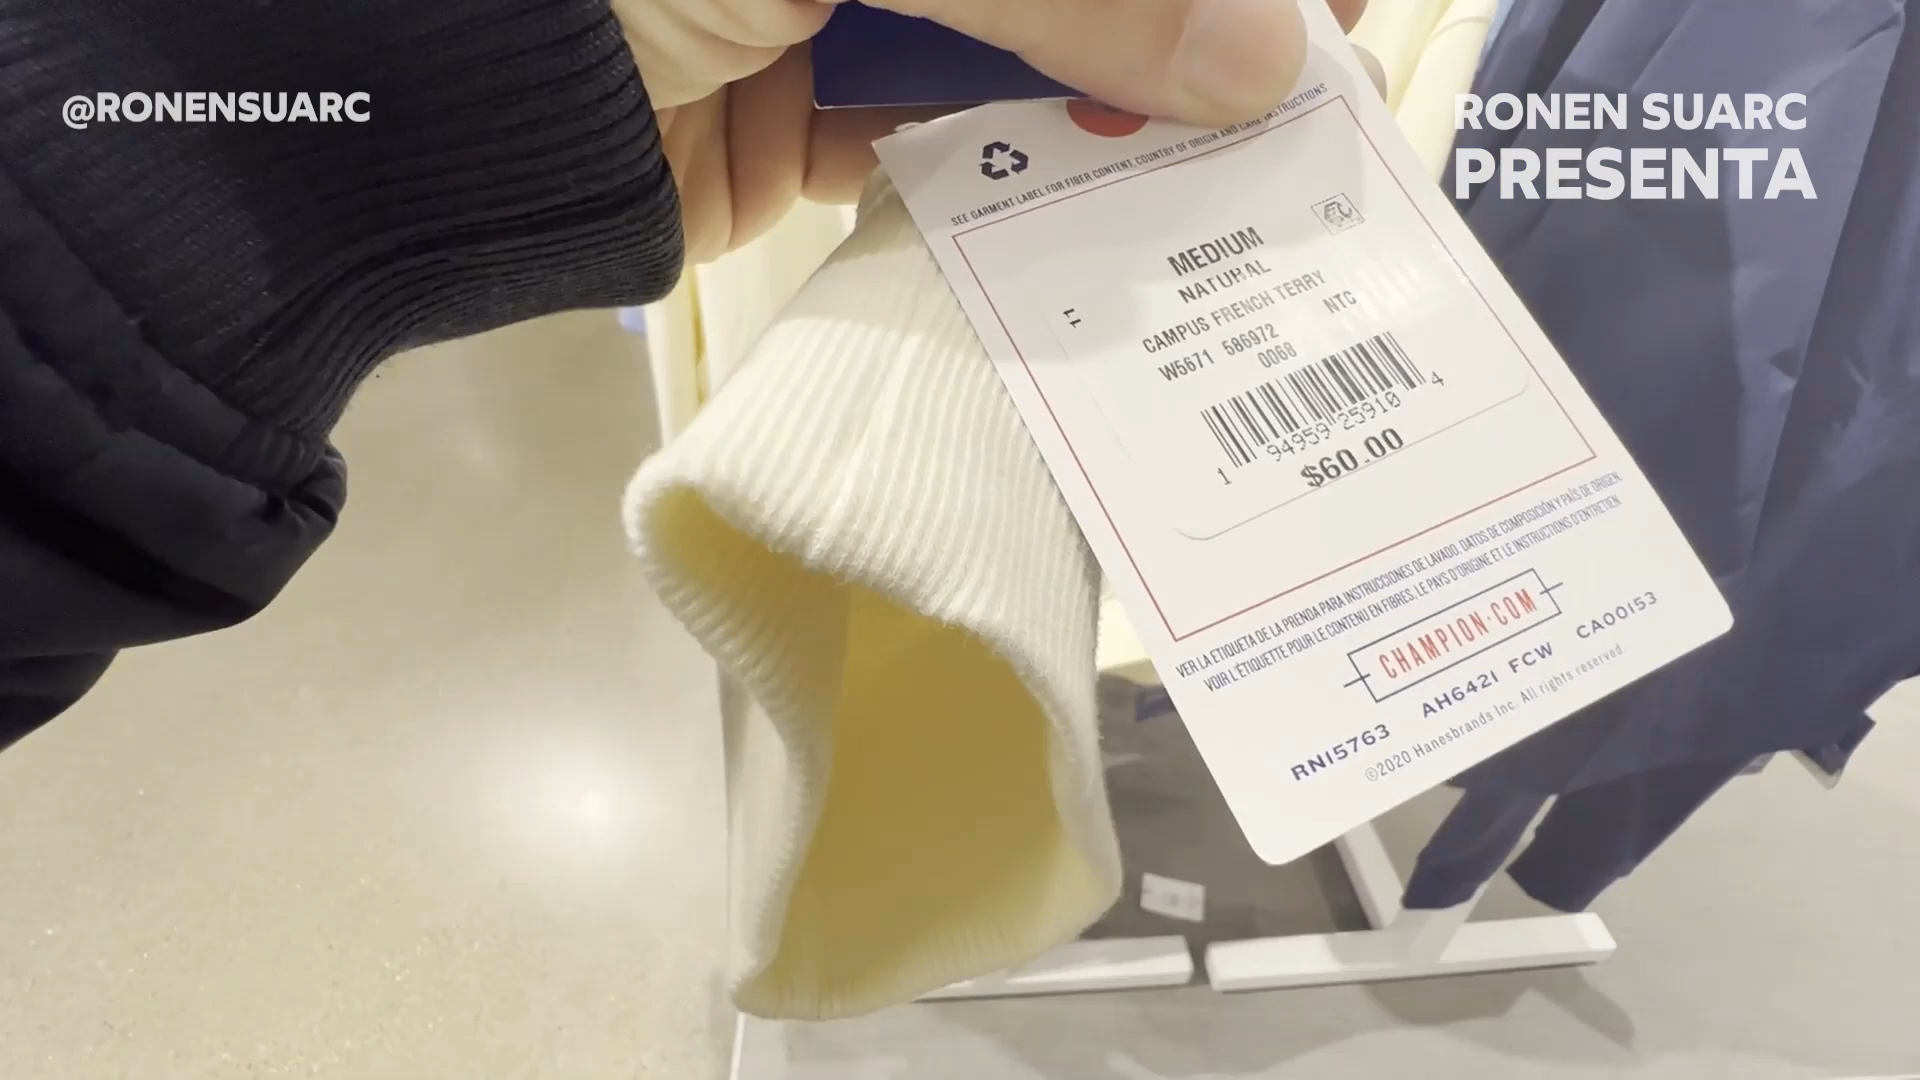 @RONENSUARC
RONEN SUARC
PRESENTA
SEE GARMENT LABEL FOR FIBER CONTENT, COUNTRY OF ORIGIN AND CARE INSTRUCTIONS.
MEDIUM
NATURAL
11
CAMPUS FRENCH TERRY
W5671 586972 NTC
0068
1 94959 25910 4
$60.00
VER LA ETIQUETA DE LA PRENDA PARA INSTRUCCIONES DE LAVADO, DATOS DE COMPOSICIÓN Y PAÍS DE ORIGEN.
VOIR L'ÉTIQUETTE POUR LE CONTENU EN FIBRES, LE PAYS D'ORIGINE ET LE INSTRUCTIONS D'ENTRETIEN.
CHAMPION·COM
RN15763 AH6421 FCW CA00153
©2020 Hanesbrands Inc. All rights reserved.